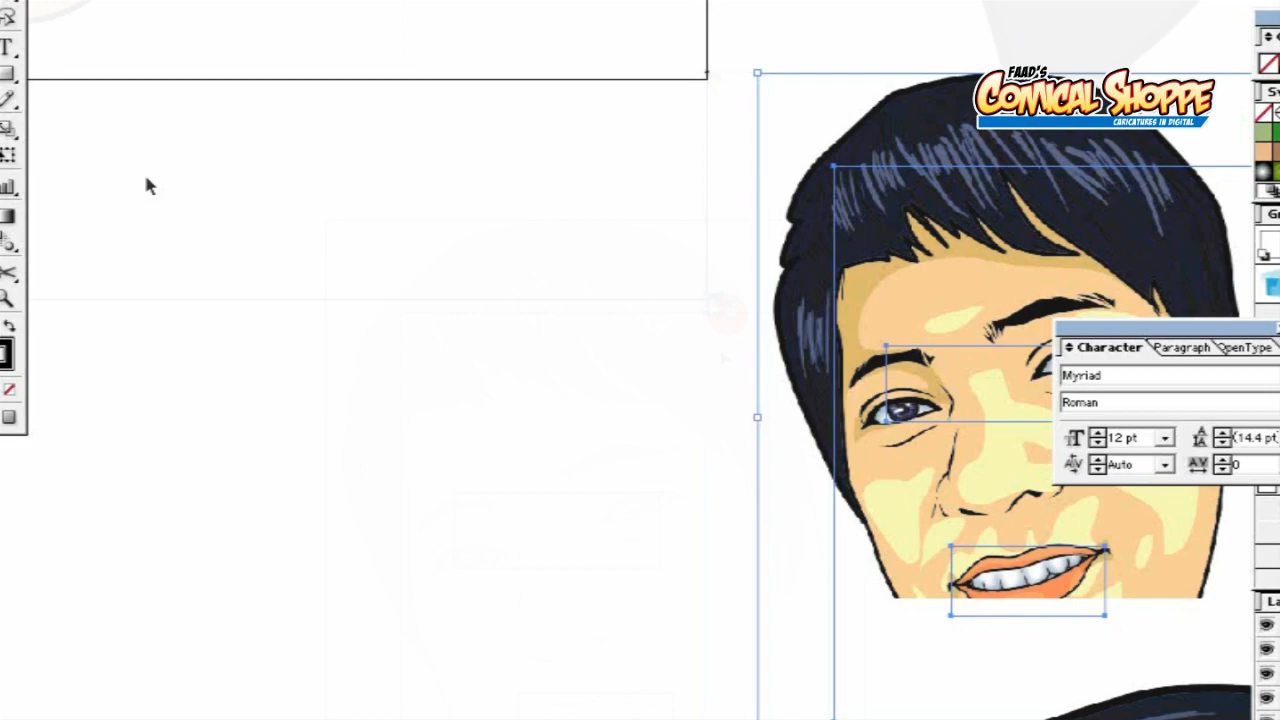 FAAD'S
COMICAL SHOPPE
CARICATURES IN DIGITAL
T
Character
Paragraph
OpenType
Myriad
Roman
12 pt
(14.4 pt)
Auto
0